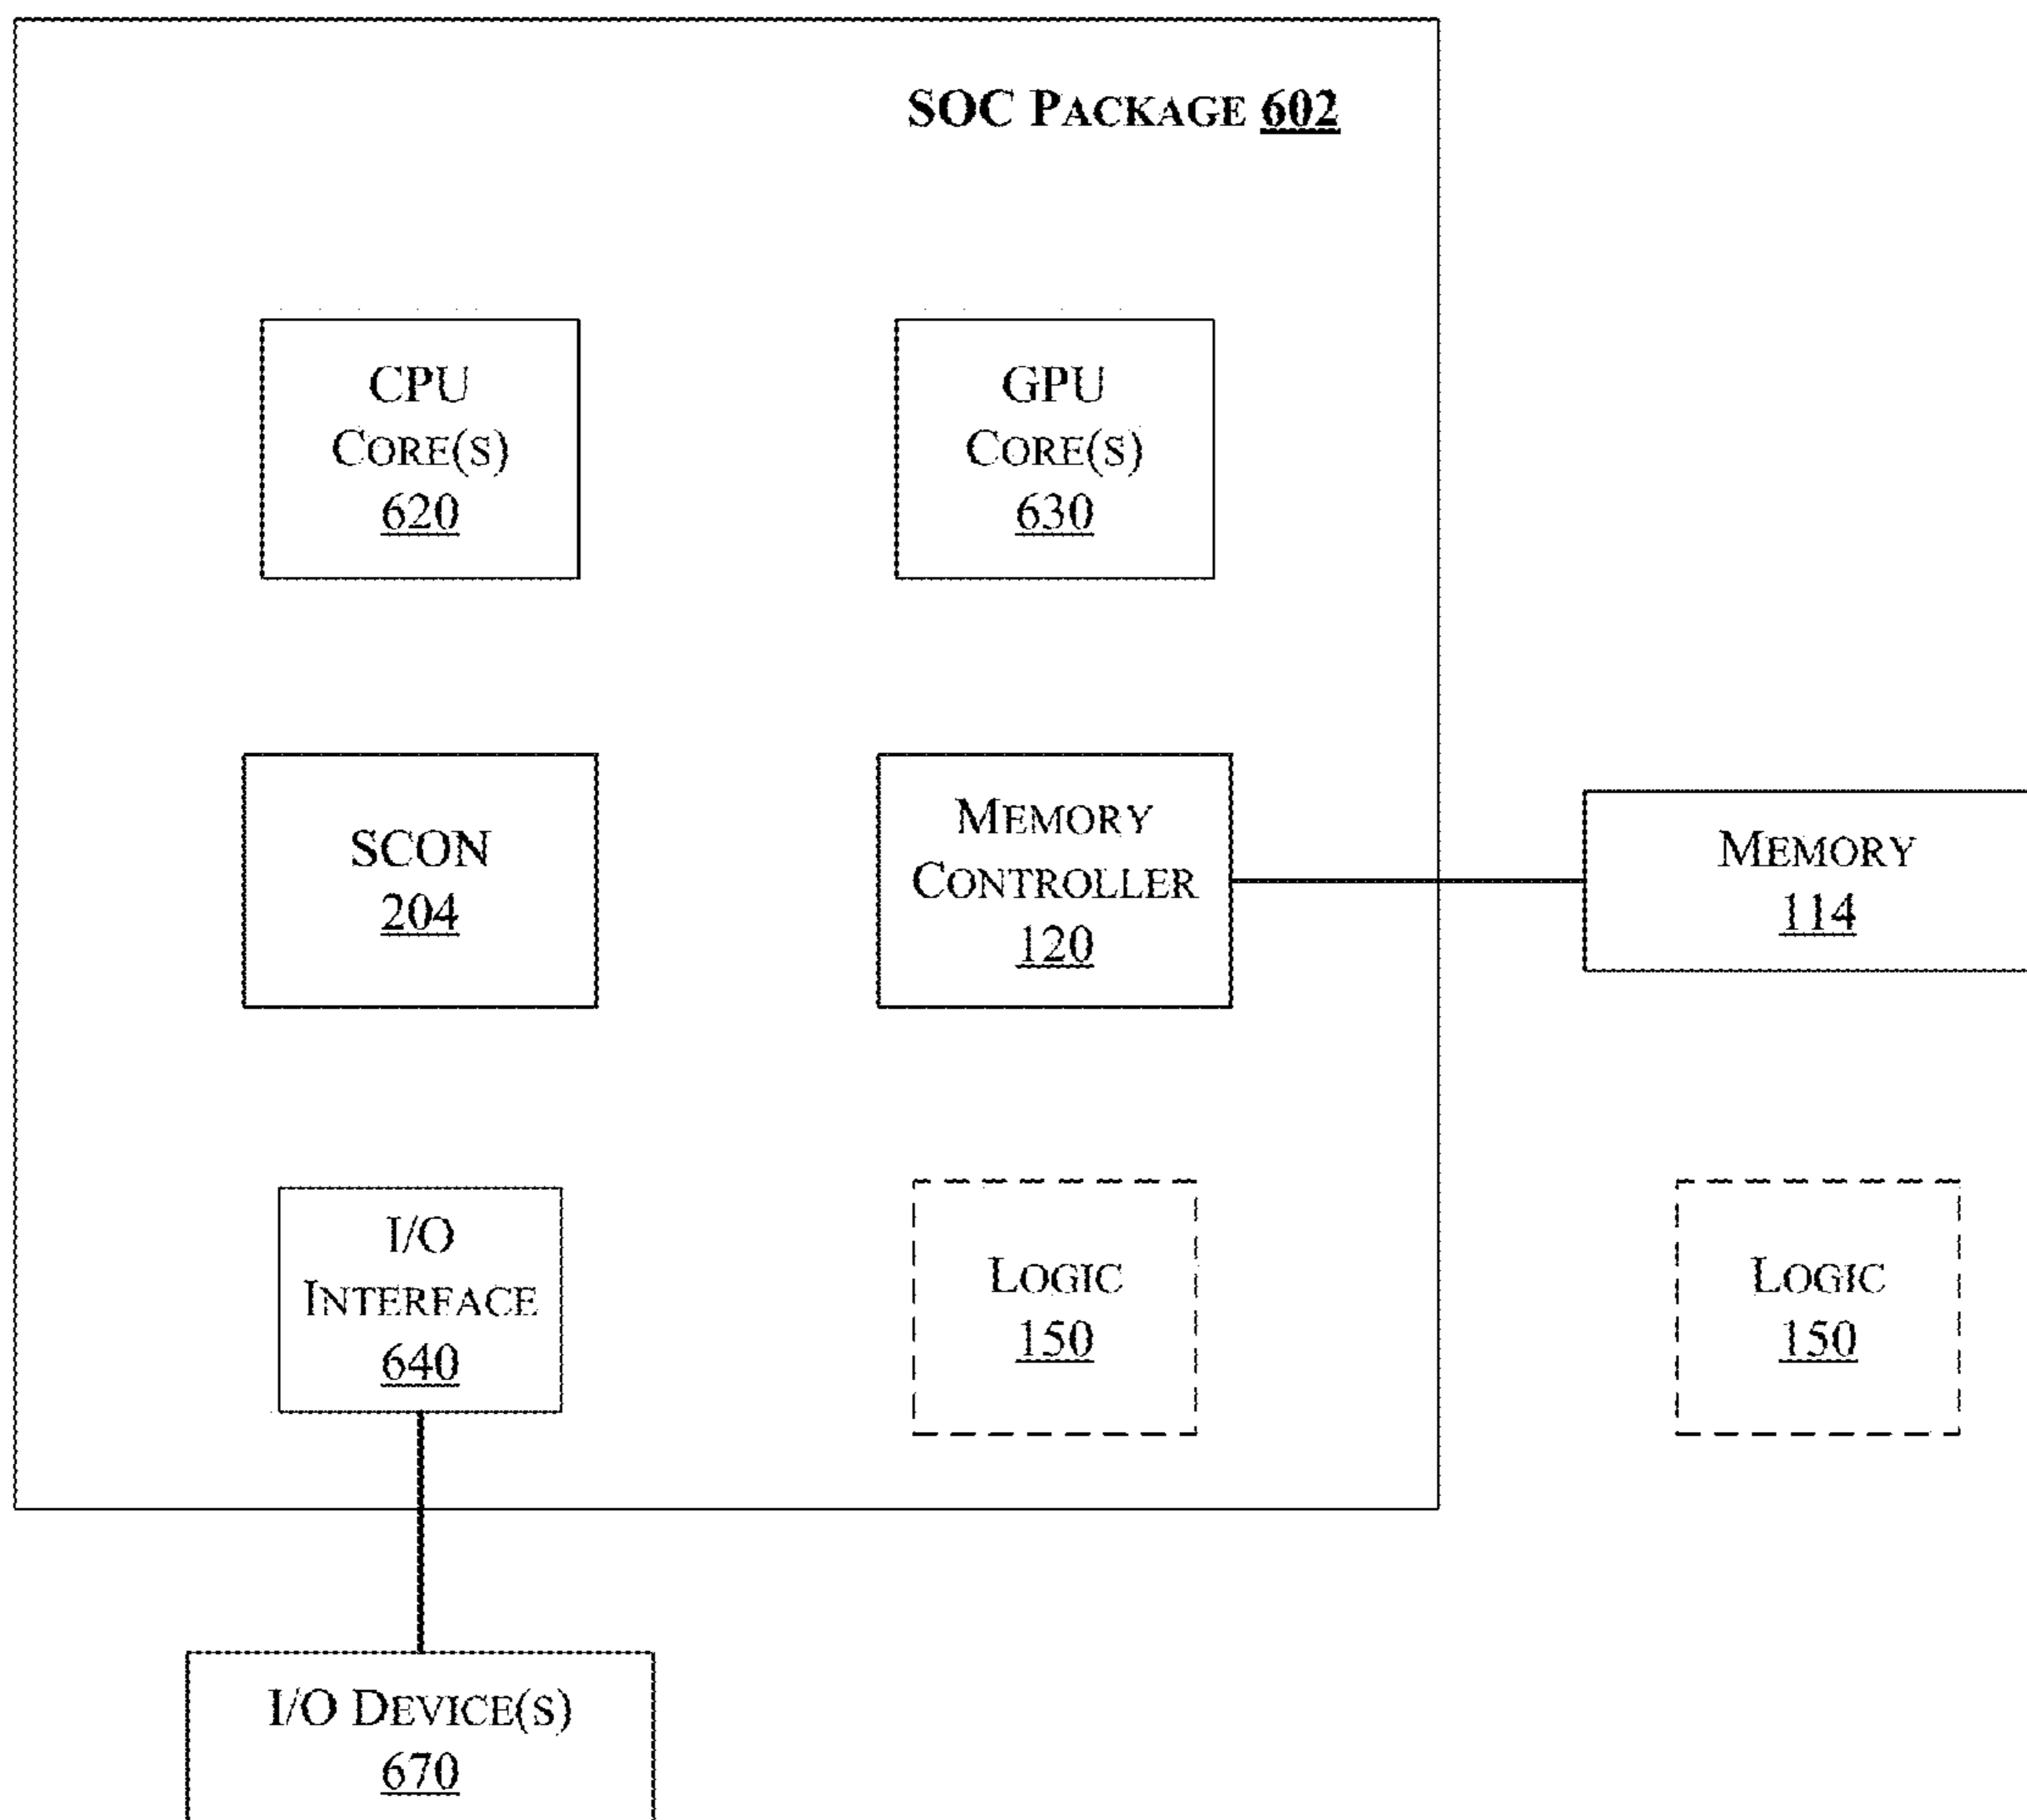 SOC PACKAGE 602
CPU
CORE(S)
620
GPU
CORE(S)
630
SCON
204
MEMORY
CONTROLLER
120
MEMORY
114
I/O
INTERFACE
640
LOGIC
150
LOGIC
150
I/O DEVICE(S)
670